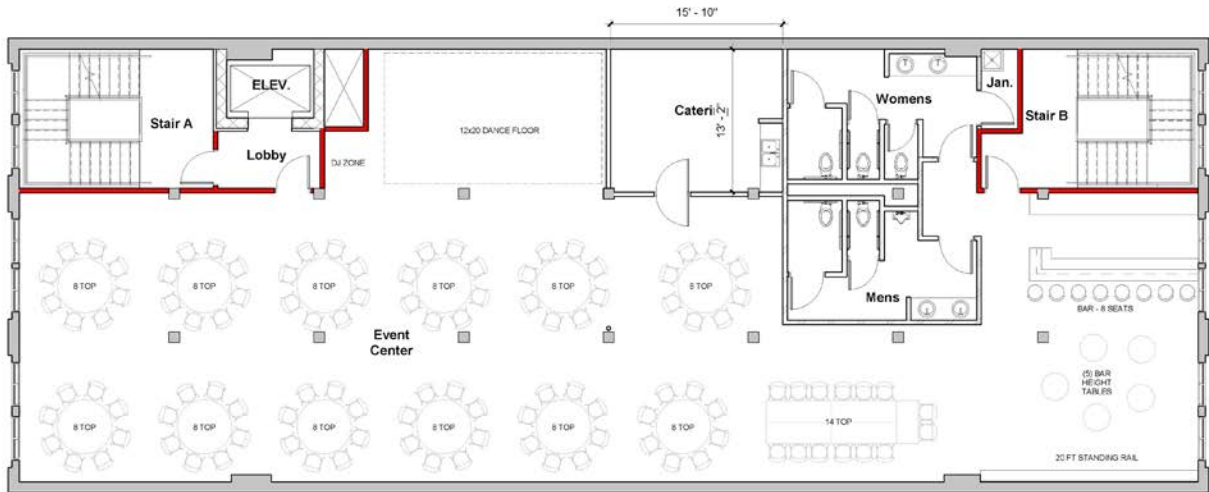 15' - 10"
ELEV.
Stair A
Lobby
DJ ZONE
12x20 DANCE FLOOR
Cateri
13' - 2"
Womens
Jan.
Stair B
8 TOP
8 TOP
8 TOP
8 TOP
8 TOP
8 TOP
Mens
BAR - 8 SEATS
Event
Center
(5) BAR
HEIGHT
TABLES
8 TOP
8 TOP
8 TOP
8 TOP
8 TOP
8 TOP
14 TOP
20 FT STANDING RAIL